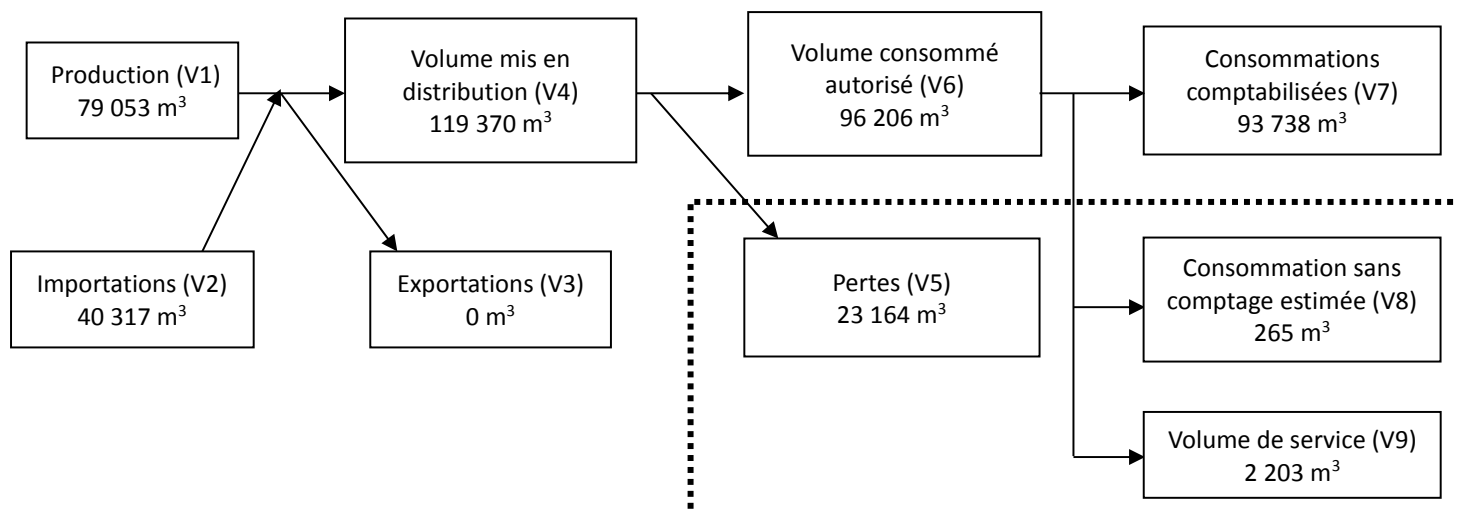 Production (V1)
79 053 m³
Volume mis en
distribution (V4)
119 370 m³
Volume consommé
autorisé (V6)
96 206 m³
Consommations
comptabilisées (V7)
93 738 m³
Importations (V2)
40 317 m³
Exportations (V3)
0 m³
Pertes (V5)
23 164 m³
Consommation sans
comptage estimée (V8)
265 m³
Volume de service (V9)
2 203 m³